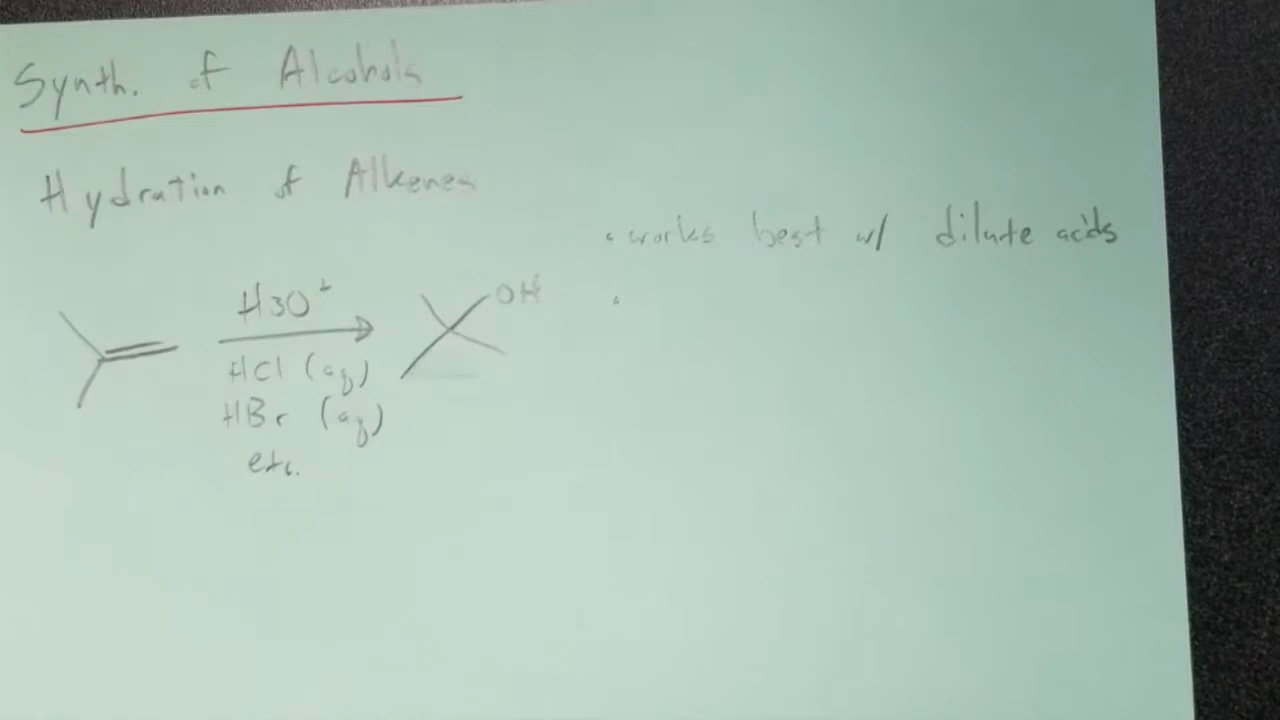 Synth. of Alcohols
Hydration of Alkenes
• works best w/ dilute acids
H3O+
OH
HCl (aq)
HBr (aq)
etc.